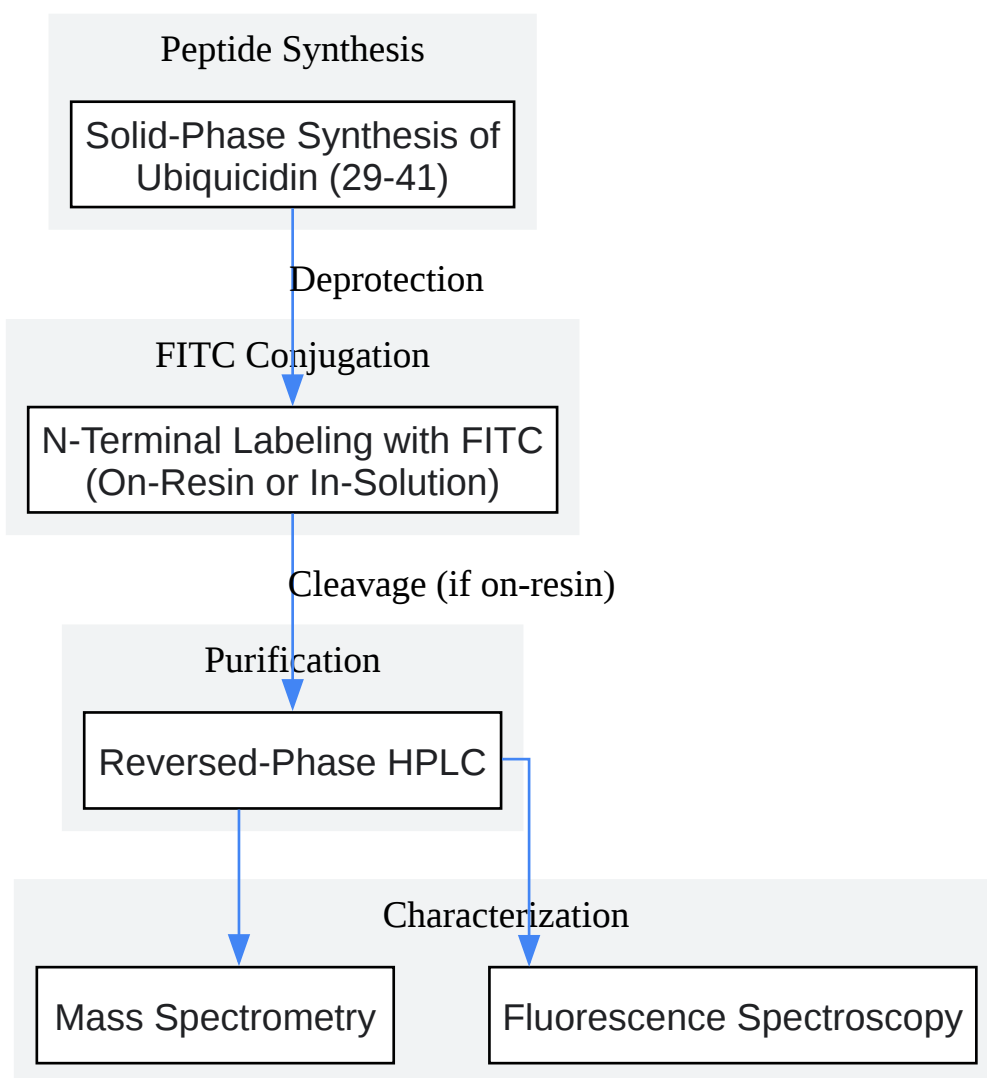 Peptide Synthesis
Solid-Phase Synthesis of
Ubiquicidin (29-41)
Deprotection
FITC Conjugation
N-Terminal Labeling with FITC
(On-Resin or In-Solution)
Cleavage (if on-resin)
Purification
Reversed-Phase HPLC
Characterization
Mass Spectrometry
Fluorescence Spectroscopy